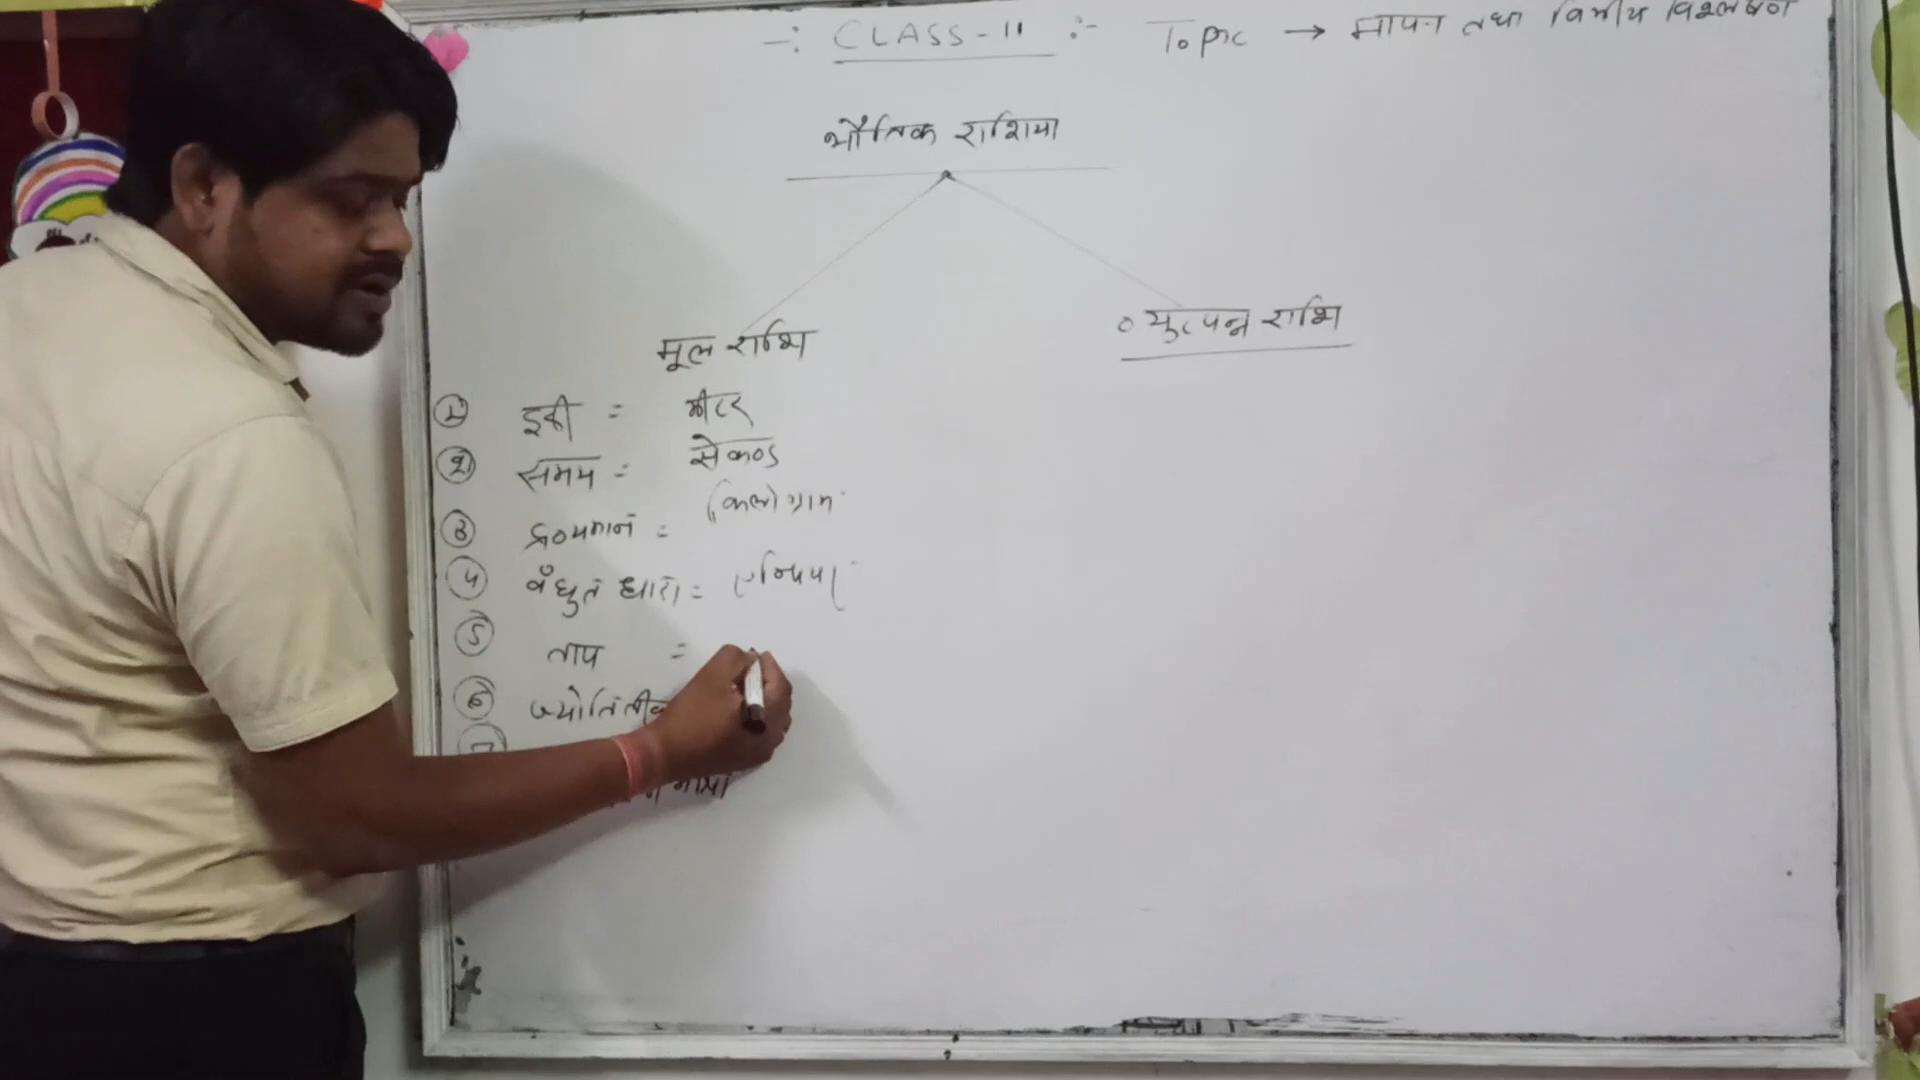 -: CLASS-11 :- Topic → मापन तथा विमीय विश्लेषण
भौतिक राशिया
मूल राशि
व्युत्पन्न राशि
① = मीटर
② समय = सेकण्ड
③ द्रव्यमान = किलोग्राम
④ वैधुत धारा = एम्पियर
⑤ ताप =
⑥
⑦